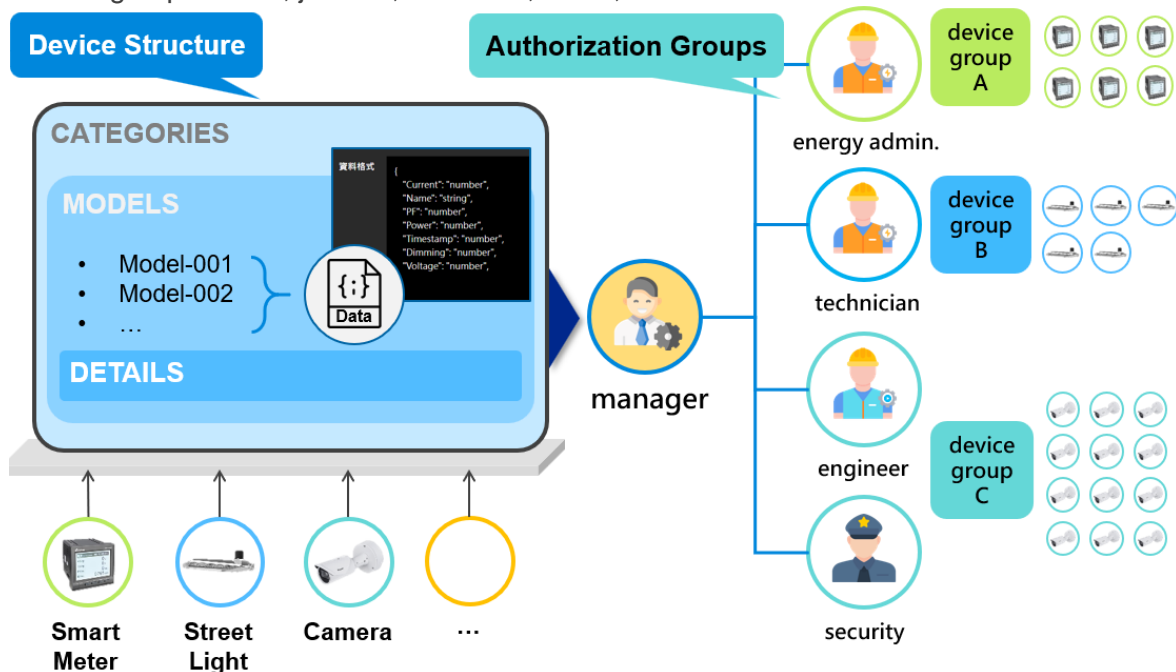 Device Structure
Authorization Groups
CATEGORIES
MODELS
• Model-001
• Model-002
• ...
資料格式
{
"Current": "number",
"Name": "string",
"PF": "number",
"Power": "number",
"Timestamp": "number",
"Dimming": "number",
"Voltage": "number",
{;}
Data
DETAILS
manager
energy admin.
device
group
A
technician
device
group
B
engineer
device
group
C
security
Smart
Meter
Street
Light
Camera
...